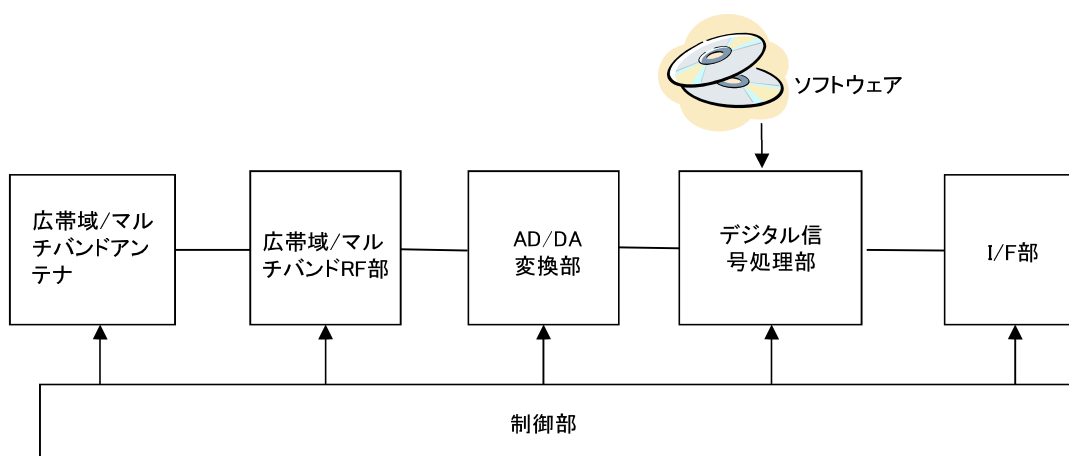 ソフトウェア
広帯域/マル
チバンドアン
テナ
広帯域/マル
チバンドRF部
AD/DA
変換部
デジタル信
号処理部
I/F部
制御部